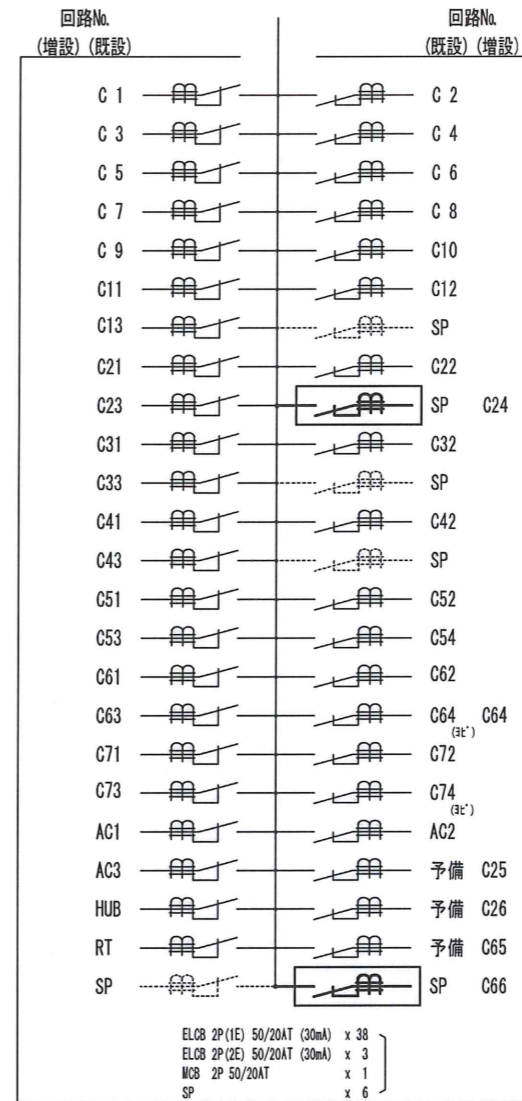 回路No. 回路No.
(増設) (既設) (既設) (増設)
C 1 C 2
C 3 C 4
C 5 C 6
C 7 C 8
C 9 C10
C11 C12
C13 SP
C21 C22
C23 SP C24
C31 C32
C33 SP
C41 C42
C43 SP
C51 C52
C53 C54
C61 C62
C63 C64 C64
(ﾖﾋﾞ)
C71 C72
C73 C74
(ﾖﾋﾞ)
AC1 AC2
AC3 予備 C25
HUB 予備 C26
RT 予備 C65
SP SP C66
ELCB 2P(1E) 50/20AT (30mA) x 38
ELCB 2P(2E) 50/20AT (30mA) x 3
MCB 2P 50/20AT x 1
SP x 6